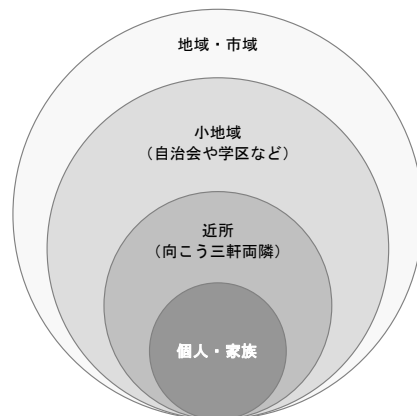 地域・市域
小地域
（自治会や学区など）
近所
（向こう三軒両隣）
個人・家族